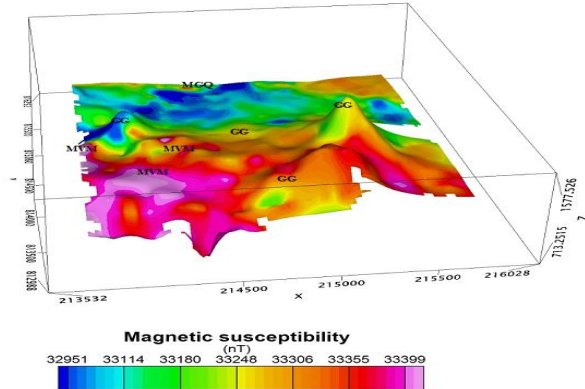 MGQ
GG
GG
GG
MVM
MVM
MVM
GG
1577.526
Z
713.2515
213532
214500
215000
215500
216028
X
Magnetic susceptibility
(nT)
32951 33114 33180 33248 33306 33355 33399